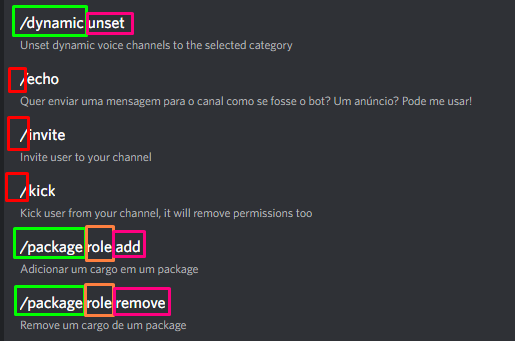 /dynamic unset
Unset dynamic voice channels to the selected category
/echo
Quer enviar uma mensagem para o canal como se fosse o bot? Um anúncio? Pode me usar!
/invite
Invite user to your channel
/kick
Kick user from your channel, it will remove permissions too
/package role add
Adicionar um cargo em um package
/package role remove
Remove um cargo de um package